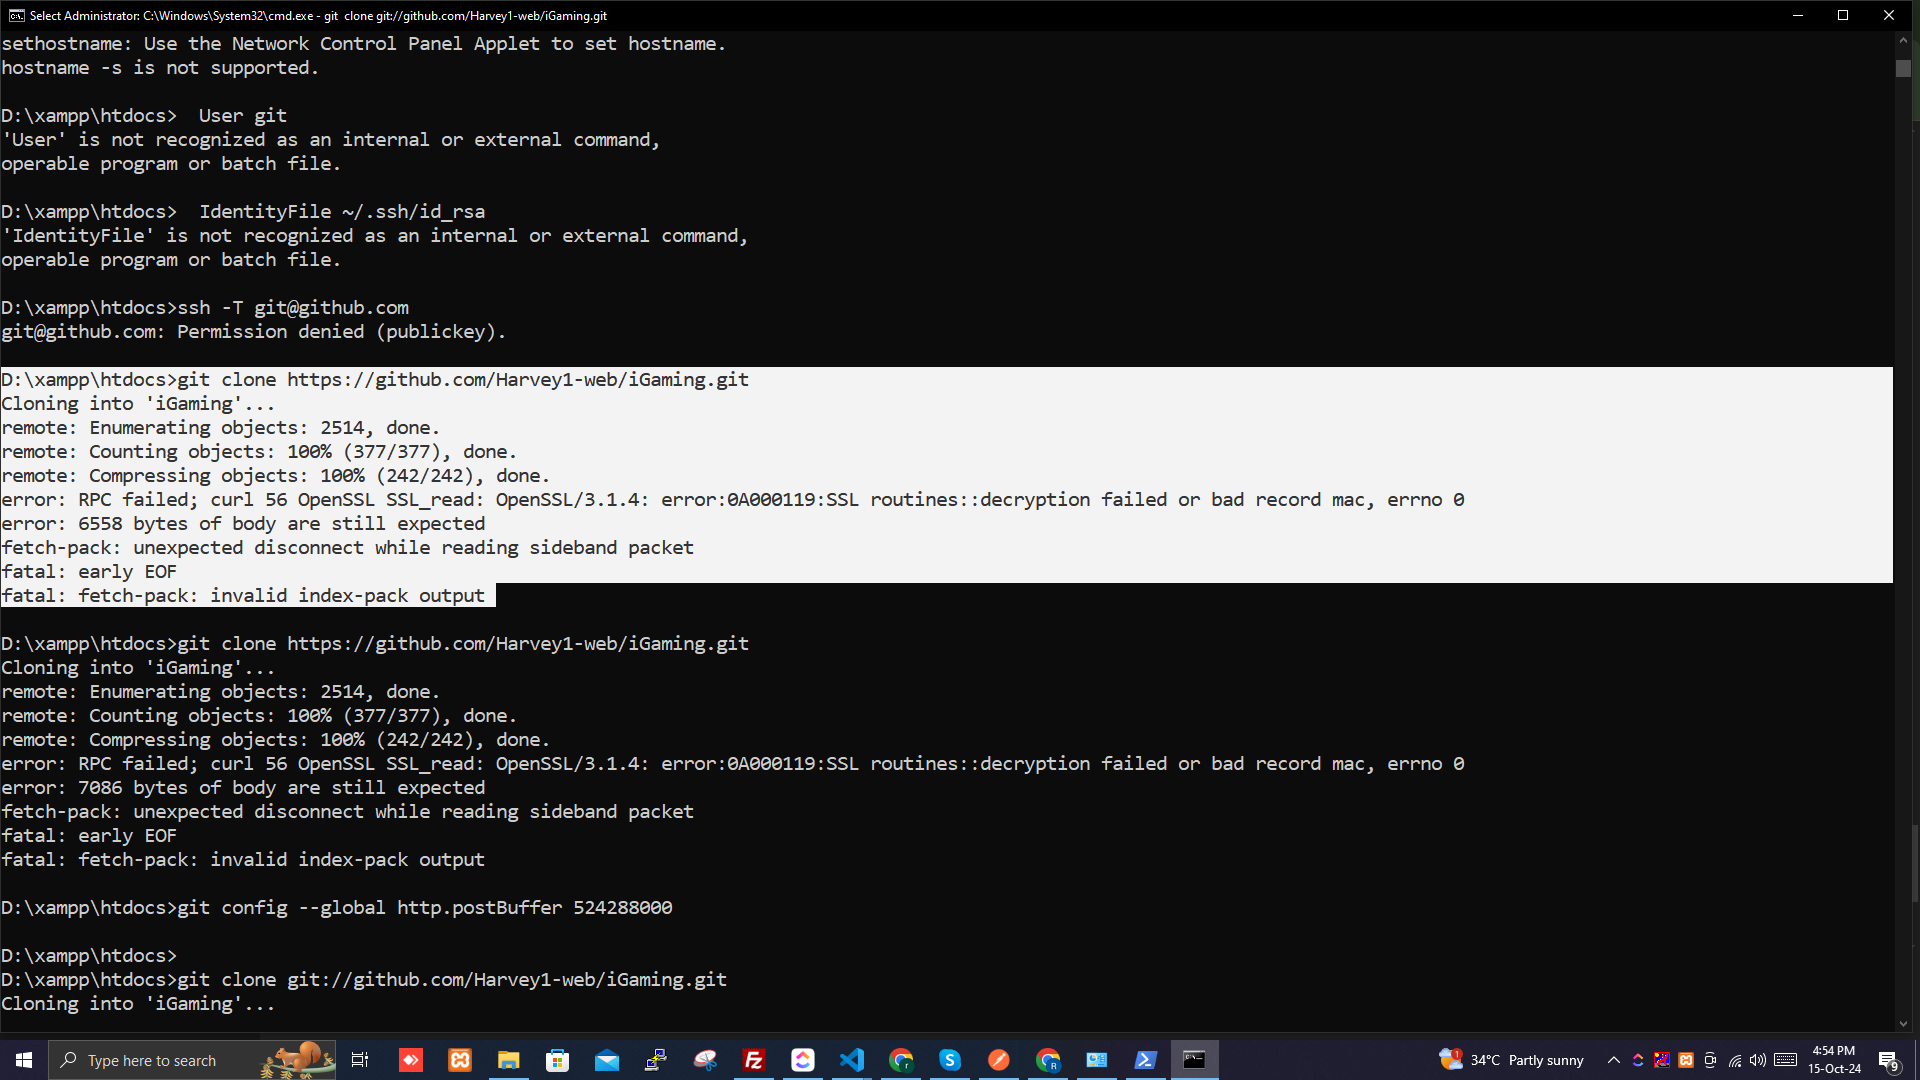 Select Administrator: C:\Windows\System32\cmd.exe - git  clone git://github.com/Harvey1-web/iGaming.git
sethostname: Use the Network Control Panel Applet to set hostname.
hostname -s is not supported.
D:\xampp\htdocs>  User git
'User' is not recognized as an internal or external command,
operable program or batch file.
D:\xampp\htdocs>  IdentityFile ~/.ssh/id_rsa
'IdentityFile' is not recognized as an internal or external command,
operable program or batch file.
D:\xampp\htdocs>ssh -T git@github.com
git@github.com: Permission denied (publickey).
D:\xampp\htdocs>git clone https://github.com/Harvey1-web/iGaming.git
Cloning into 'iGaming'...
remote: Enumerating objects: 2514, done.
remote: Counting objects: 100% (377/377), done.
remote: Compressing objects: 100% (242/242), done.
error: RPC failed; curl 56 OpenSSL SSL_read: OpenSSL/3.1.4: error:0A000119:SSL routines::decryption failed or bad record mac, errno 0
error: 6558 bytes of body are still expected
fetch-pack: unexpected disconnect while reading sideband packet
fatal: early EOF
fatal: fetch-pack: invalid index-pack output
D:\xampp\htdocs>git clone https://github.com/Harvey1-web/iGaming.git
Cloning into 'iGaming'...
remote: Enumerating objects: 2514, done.
remote: Counting objects: 100% (377/377), done.
remote: Compressing objects: 100% (242/242), done.
error: RPC failed; curl 56 OpenSSL SSL_read: OpenSSL/3.1.4: error:0A000119:SSL routines::decryption failed or bad record mac, errno 0
error: 7086 bytes of body are still expected
fetch-pack: unexpected disconnect while reading sideband packet
fatal: early EOF
fatal: fetch-pack: invalid index-pack output
D:\xampp\htdocs>git config --global http.postBuffer 524288000
D:\xampp\htdocs>
D:\xampp\htdocs>git clone git://github.com/Harvey1-web/iGaming.git
Cloning into 'iGaming'...
Type here to search
34°C  Partly sunny
4:54 PM
15-Oct-24
9